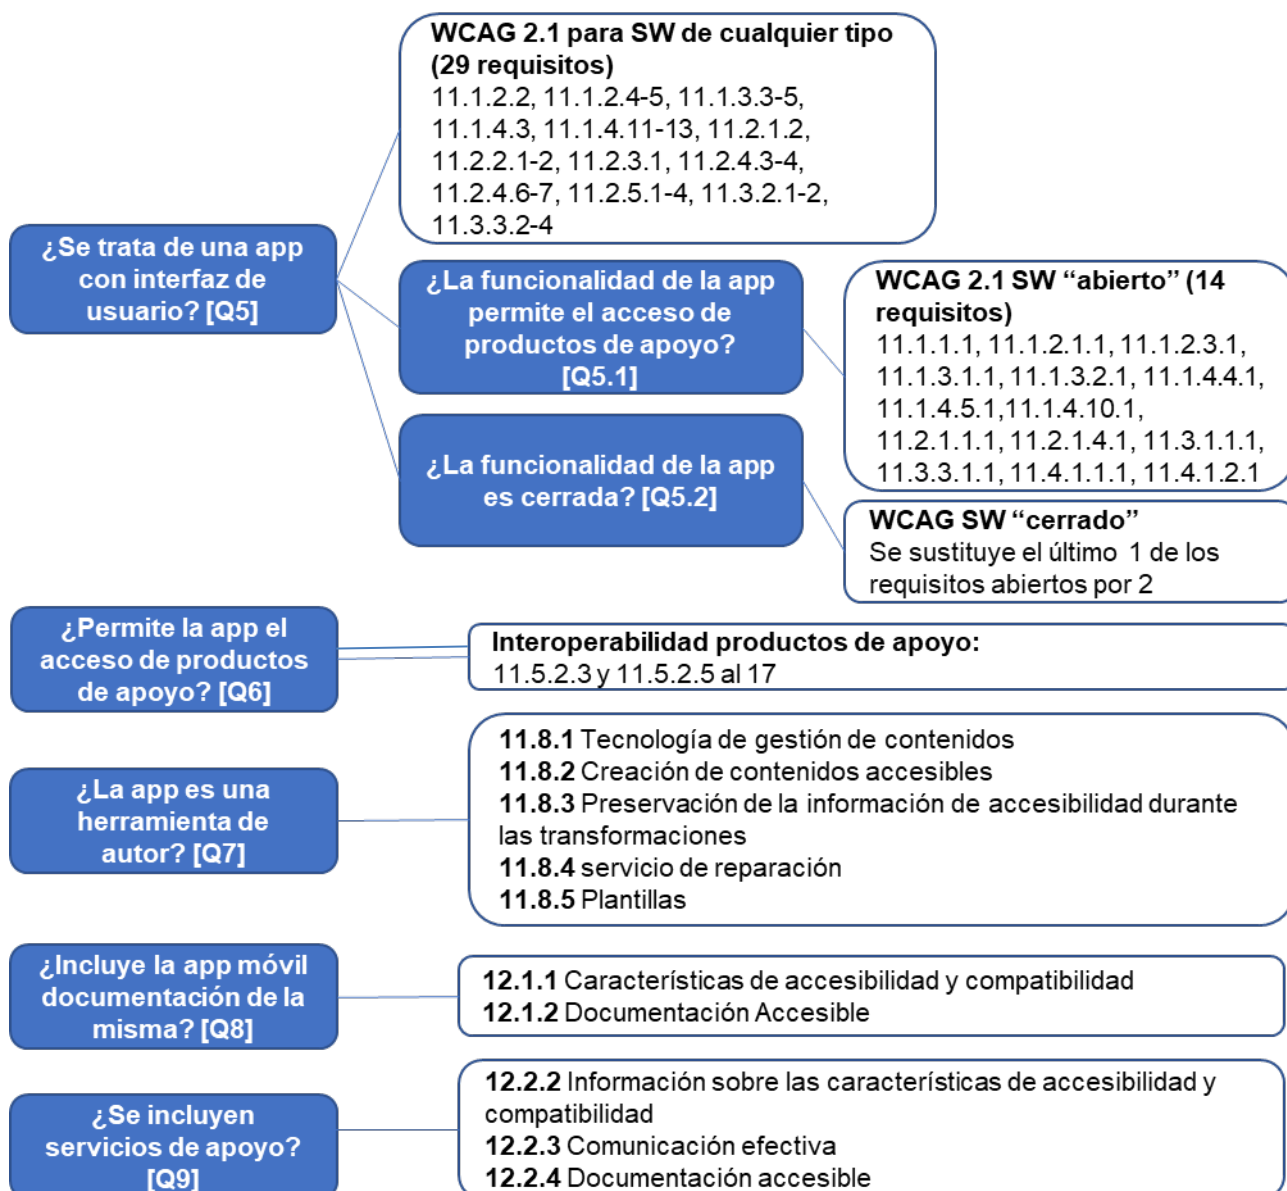 WCAG 2.1 para SW de cualquier tipo
(29 requisitos)
11.1.2.2, 11.1.2.4-5, 11.1.3.3-5,
11.1.4.3, 11.1.4.11-13, 11.2.1.2,
11.2.2.1-2, 11.2.3.1, 11.2.4.3-4,
11.2.4.6-7, 11.2.5.1-4, 11.3.2.1-2,
11.3.3.2-4
¿Se trata de una app
con interfaz de
usuario? [Q5]
¿La funcionalidad de la app
permite el acceso de
productos de apoyo?
[Q5.1]
WCAG 2.1 SW “abierto” (14
requisitos)
11.1.1.1, 11.1.2.1.1, 11.1.2.3.1,
11.1.3.1.1, 11.1.3.2.1, 11.1.4.4.1,
11.1.4.5.1,11.1.4.10.1,
11.2.1.1.1, 11.2.1.4.1, 11.3.1.1.1,
11.3.3.1.1, 11.4.1.1.1, 11.4.1.2.1
¿La funcionalidad de la app
es cerrada? [Q5.2]
WCAG SW “cerrado”
Se sustituye el último 1 de los
requisitos abiertos por 2
¿Permite la app el
acceso de productos
de apoyo? [Q6]
Interoperabilidad productos de apoyo:
11.5.2.3 y 11.5.2.5 al 17
¿La app es una
herramienta de
autor? [Q7]
11.8.1 Tecnología de gestión de contenidos
11.8.2 Creación de contenidos accesibles
11.8.3 Preservación de la información de accesibilidad durante
las transformaciones
11.8.4 servicio de reparación
11.8.5 Plantillas
¿Incluye la app móvil
documentación de la
misma? [Q8]
12.1.1 Características de accesibilidad y compatibilidad
12.1.2 Documentación Accesible
¿Se incluyen
servicios de apoyo?
[Q9]
12.2.2 Información sobre las características de accesibilidad y
compatibilidad
12.2.3 Comunicación efectiva
12.2.4 Documentación accesible